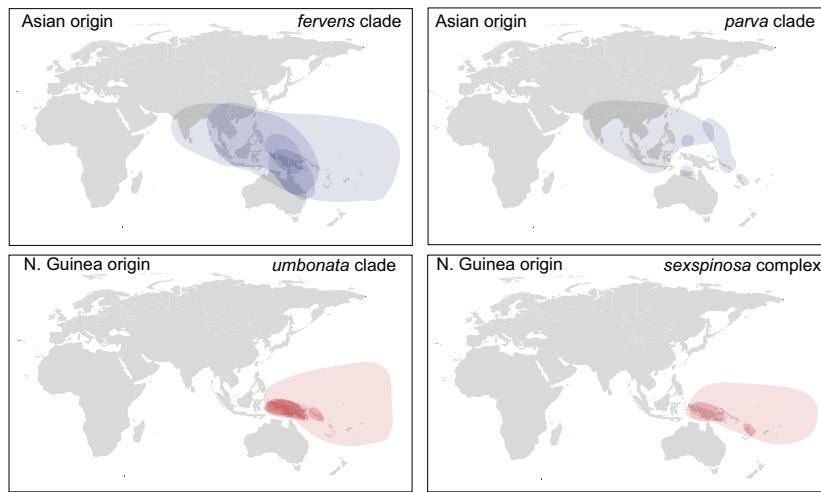 Asian origin
fervens clade
Asian origin
parva clade
N. Guinea origin
umbonata clade
N. Guinea origin
sexspinosa complex